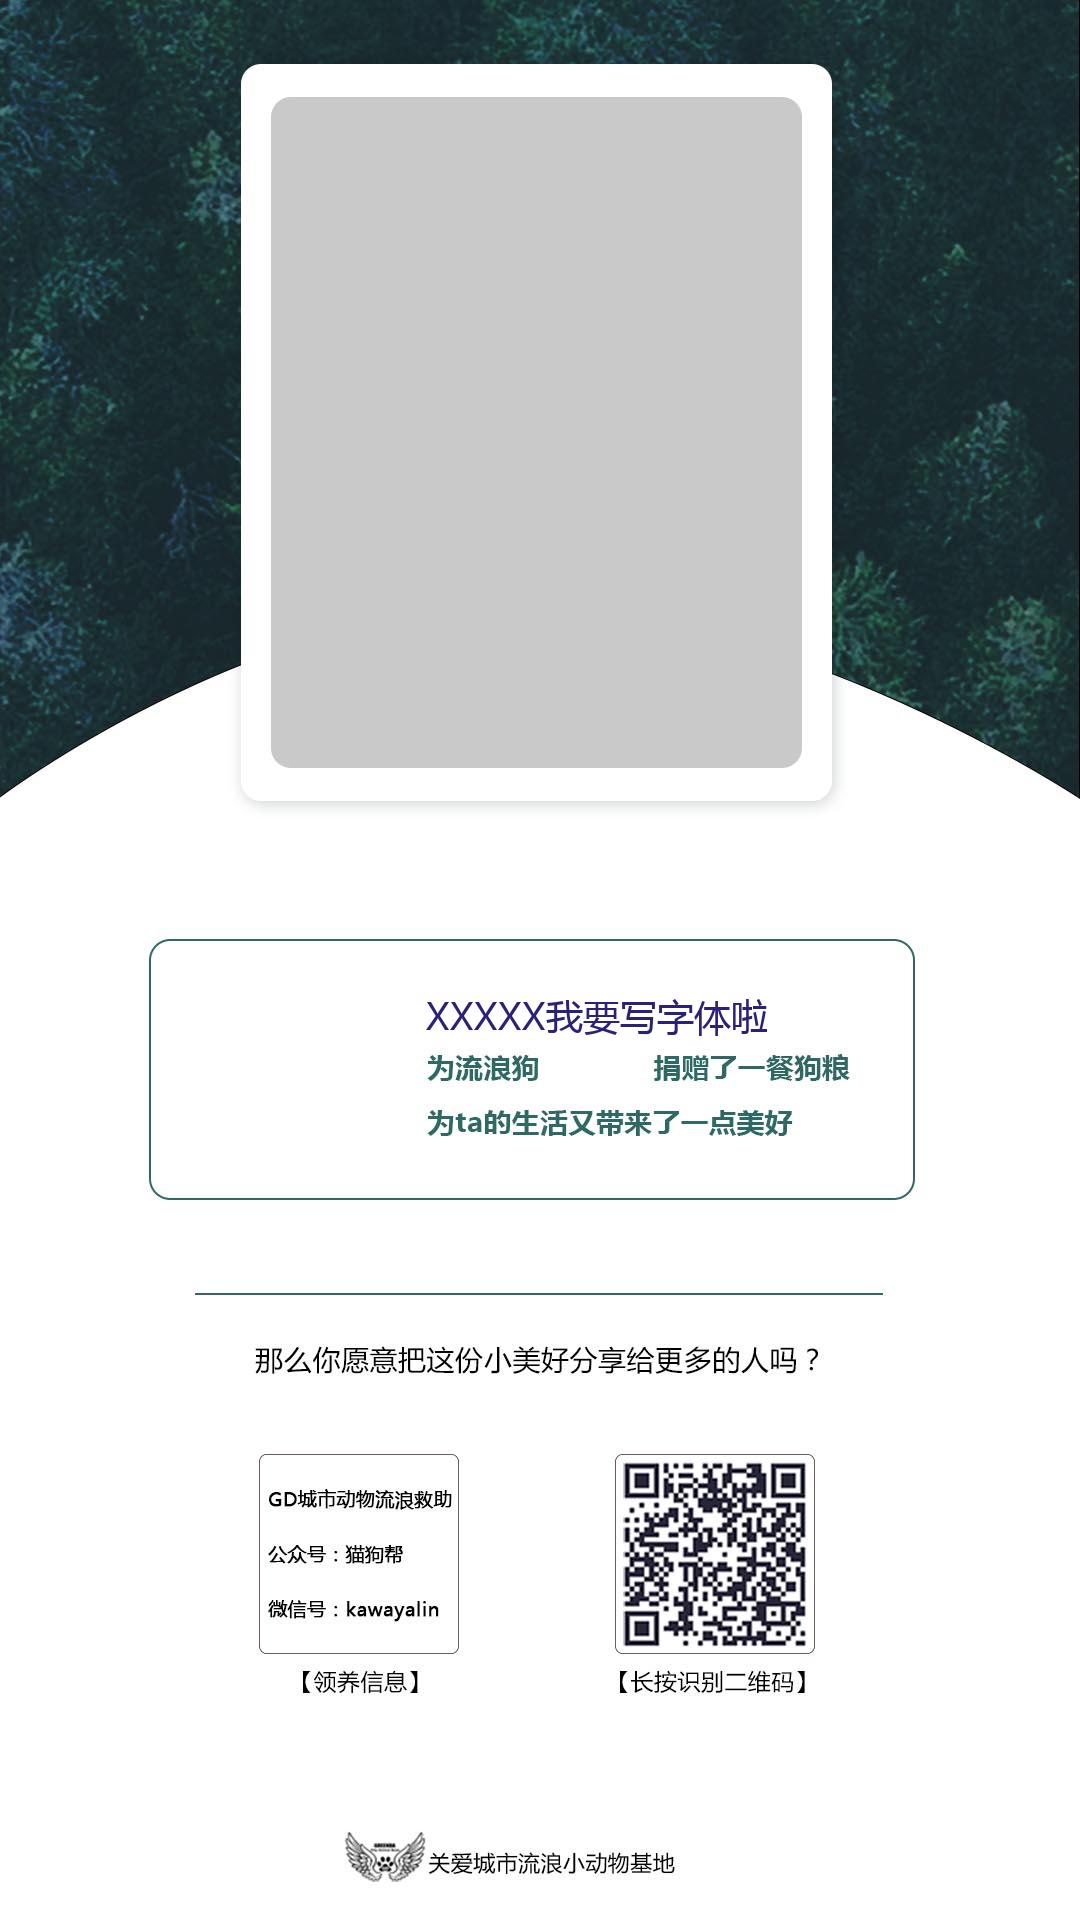 XXXXX我要写字体啦
为流浪狗 捐赠了一餐狗粮
为ta的生活又带来了一点美好
那么你愿意把这份小美好分享给更多的人吗？
GD城市动物流浪救助
公众号：猫狗帮
微信号：kawayalin
【领养信息】
【长按识别二维码】
关爱城市流浪小动物基地